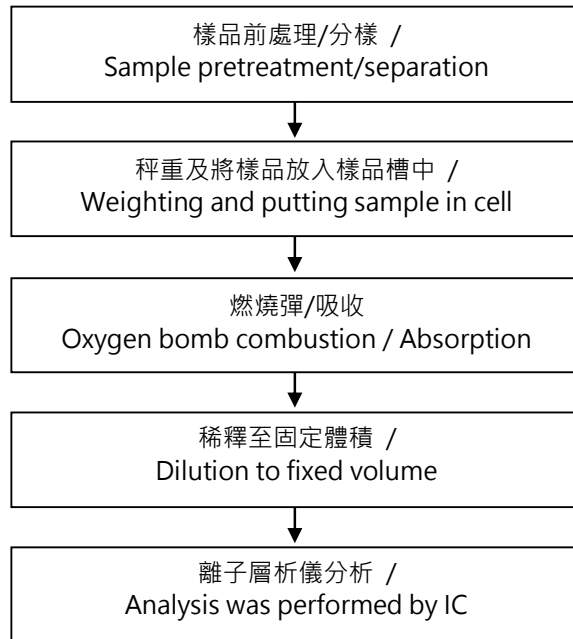 樣品前處理/分樣 /
Sample pretreatment/separation
秤重及將樣品放入樣品槽中 /
Weighting and putting sample in cell
燃燒彈/吸收
Oxygen bomb combustion / Absorption
稀釋至固定體積 /
Dilution to fixed volume
離子層析儀分析 /
Analysis was performed by IC